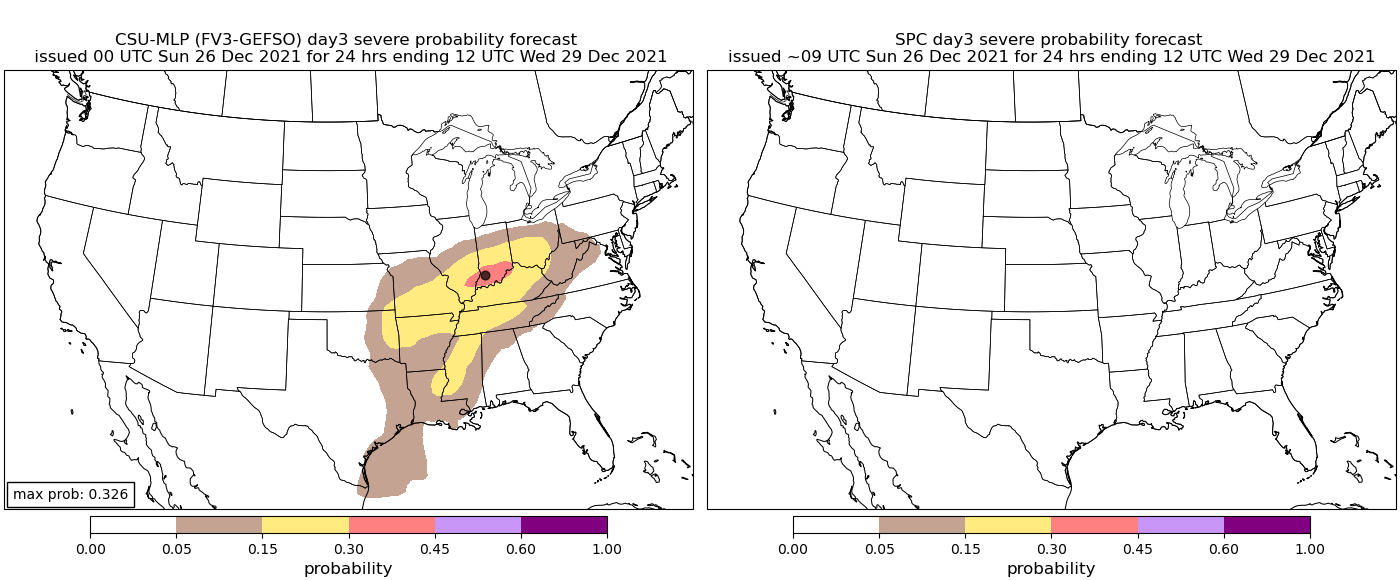 CSU-MLP (FV3-GEFSO) day3 severe probability forecast
issued 00 UTC Sun 26 Dec 2021 for 24 hrs ending 12 UTC Wed 29 Dec 2021
max prob: 0.326
0.00 0.05 0.15 0.30 0.45 0.60 1.00
probability
SPC day3 severe probability forecast
issued ~09 UTC Sun 26 Dec 2021 for 24 hrs ending 12 UTC Wed 29 Dec 2021
0.00 0.05 0.15 0.30 0.45 0.60 1.00
probability